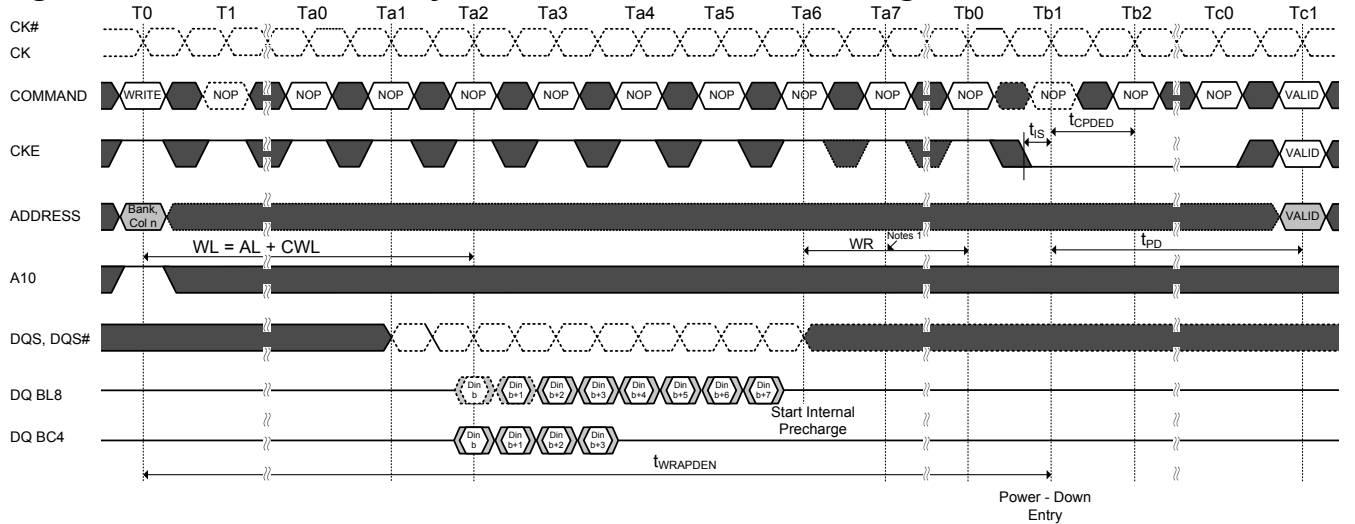 T0 T1 Ta0 Ta1 Ta2 Ta3 Ta4 Ta5 Ta6 Ta7 Tb0 Tb1 Tb2 Tc0 Tc1
CK#
CK
COMMAND WRITE NOP NOP NOP NOP NOP NOP NOP NOP NOP NOP NOP NOP NOP VALID
tIS tCPDED
CKE VALID
ADDRESS Bank, Col n VALID
WL = AL + CWL WR Notes 1 tPD
A10
DQS, DQS#
DQ BL8 Din b Din b+1 Din b+2 Din b+3 Din b+4 Din b+5 Din b+6 Din b+7
Start Internal
Precharge
DQ BC4 Din b Din b+1 Din b+2 Din b+3
tWRAPDEN
Power - Down
Entry